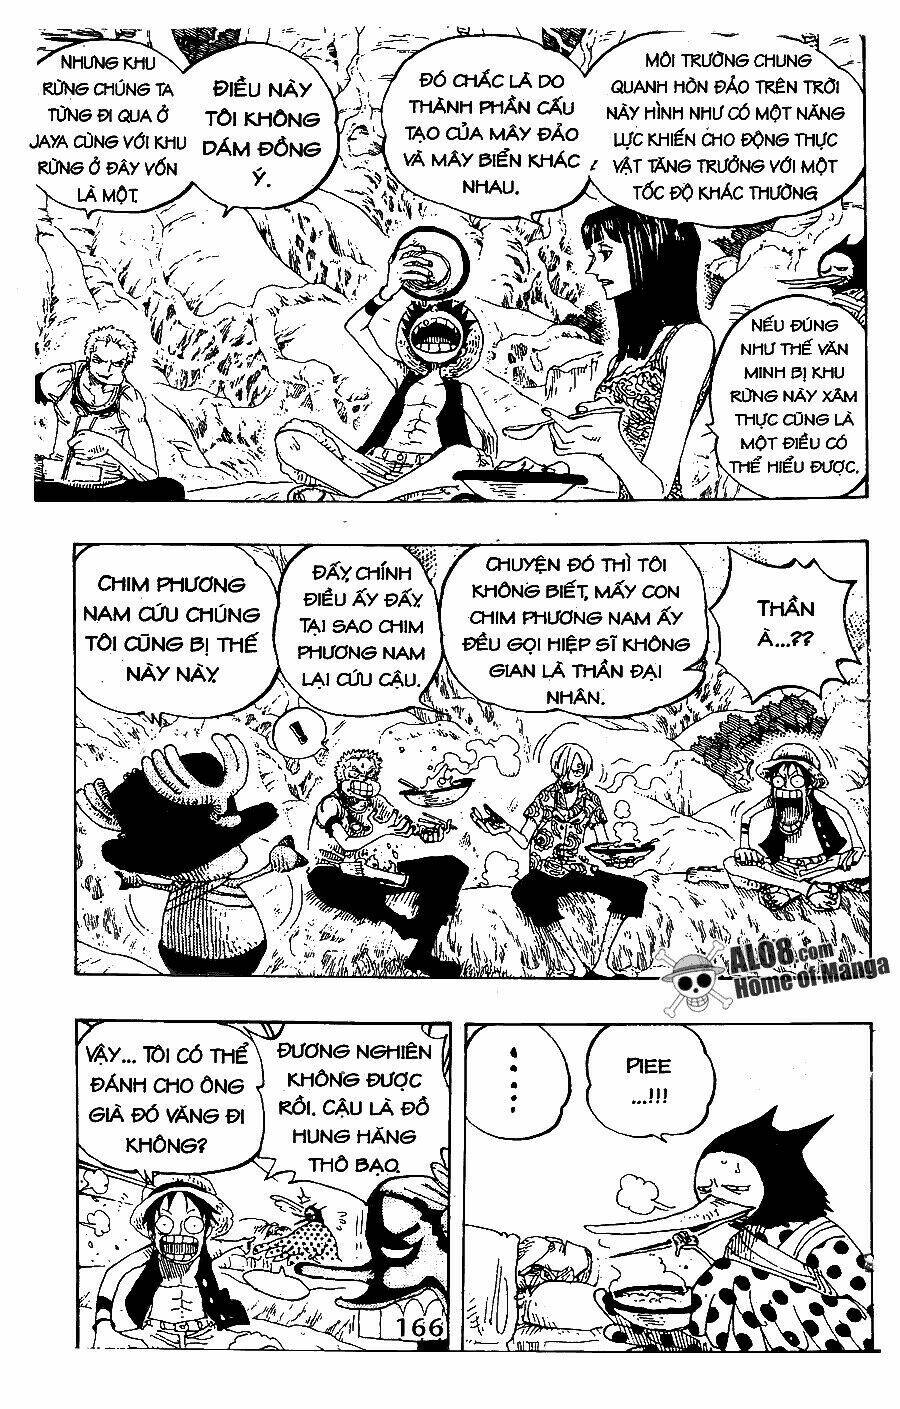 MÔI TRƯỜNG CHUNG
QUANH HÒN ĐẢO TRÊN TRỜI
NÀY HÌNH NHƯ CÓ MỘT NĂNG
LỰC KHIẾN CHO ĐỘNG THỰC
VẬT TĂNG TRƯỞNG VỚI MỘT
TỐC ĐỘ KHÁC THƯỜNG
ĐÓ CHẮC LÀ DO
THÀNH PHẦN CẤU
TẠO CỦA MÂY ĐẢO
VÀ MÂY BIỂN KHÁC
NHAU.
ĐIỀU NÀY
TÔI KHÔNG
DÁM ĐỒNG
Ý.
NHƯNG KHU
RỪNG CHÚNG TA
TỪNG ĐI QUA Ở
JAYA CÙNG VỚI KHU
RỪNG Ở ĐÂY VỐN
LÀ MỘT.
NẾU ĐÚNG
NHƯ THẾ VĂN
MINH BỊ KHU
RỪNG NÀY XÂM
THỰC CŨNG LÀ
MỘT ĐIỀU CÓ
THỂ HIỂU ĐƯỢC.
THẦN
À...??
CHUYỆN ĐÓ THÌ TÔI
KHÔNG BIẾT, MẤY CON
CHIM PHƯƠNG NAM ẤY
ĐỀU GỌI HIỆP SĨ KHÔNG
GIAN LÀ THẦN ĐẠI
NHÂN.
ĐẤY, CHÍNH
ĐIỀU ẤY ĐẤY.
TẠI SAO CHIM
PHƯƠNG NAM
LẠI CỨU CẬU.
CHIM PHƯƠNG
NAM CỨU CHÚNG
TÔI CŨNG BỊ THẾ
NÀY NÀY.
!
AL08.com
Home of Manga
PIEE
...!!!
.....
ĐƯƠNG NGHIÊN
KHÔNG ĐƯỢC
RỒI. CẬU LÀ ĐỒ
HUNG HĂNG
THÔ BẠO.
VẬY... TÔI CÓ THỂ
ĐÁNH CHO ÔNG
GIÀ ĐÓ VĂNG ĐI
KHÔNG?
166